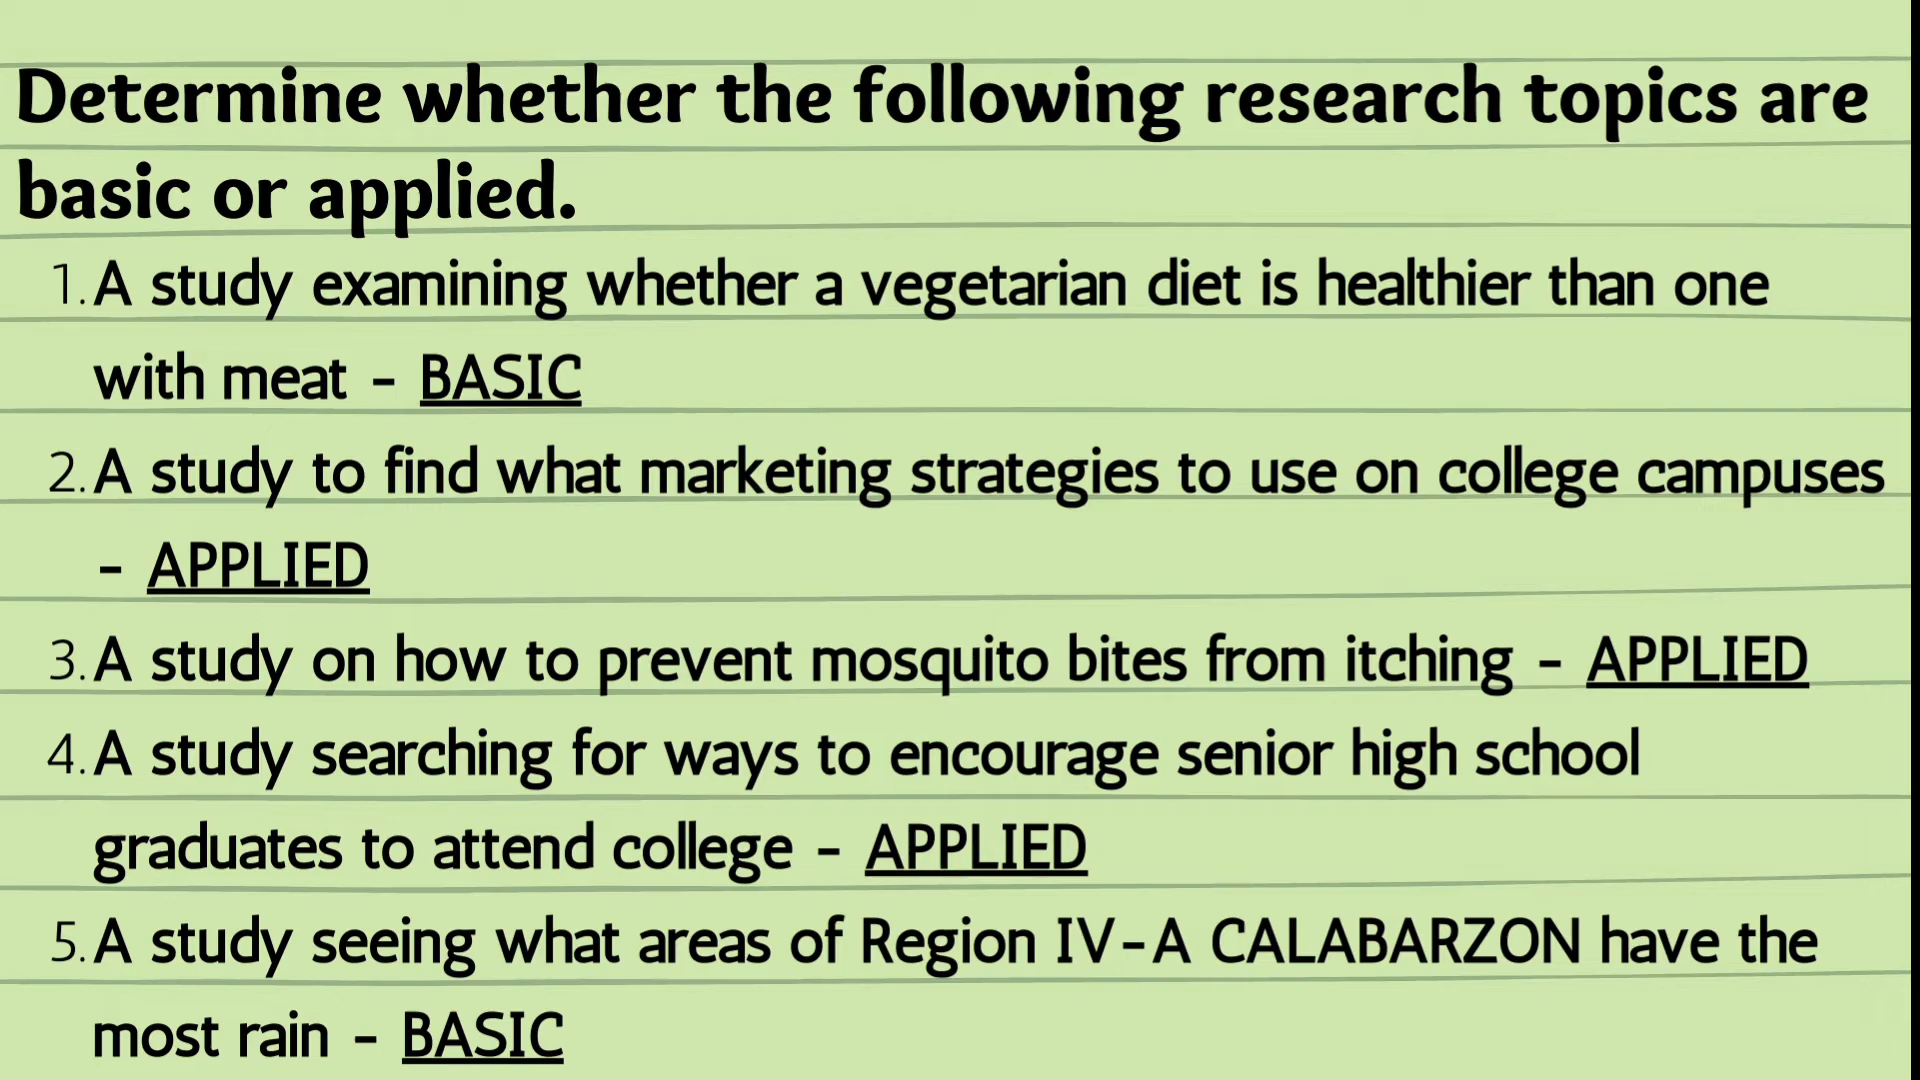 Determine whether the following research topics are
basic or applied.
1. A study examining whether a vegetarian diet is healthier than one
with meat - BASIC
2. A study to find what marketing strategies to use on college campuses
- APPLIED
3. A study on how to prevent mosquito bites from itching - APPLIED
4. A study searching for ways to encourage senior high school
graduates to attend college - APPLIED
5. A study seeing what areas of Region IV-A CALABARZON have the
most rain - BASIC